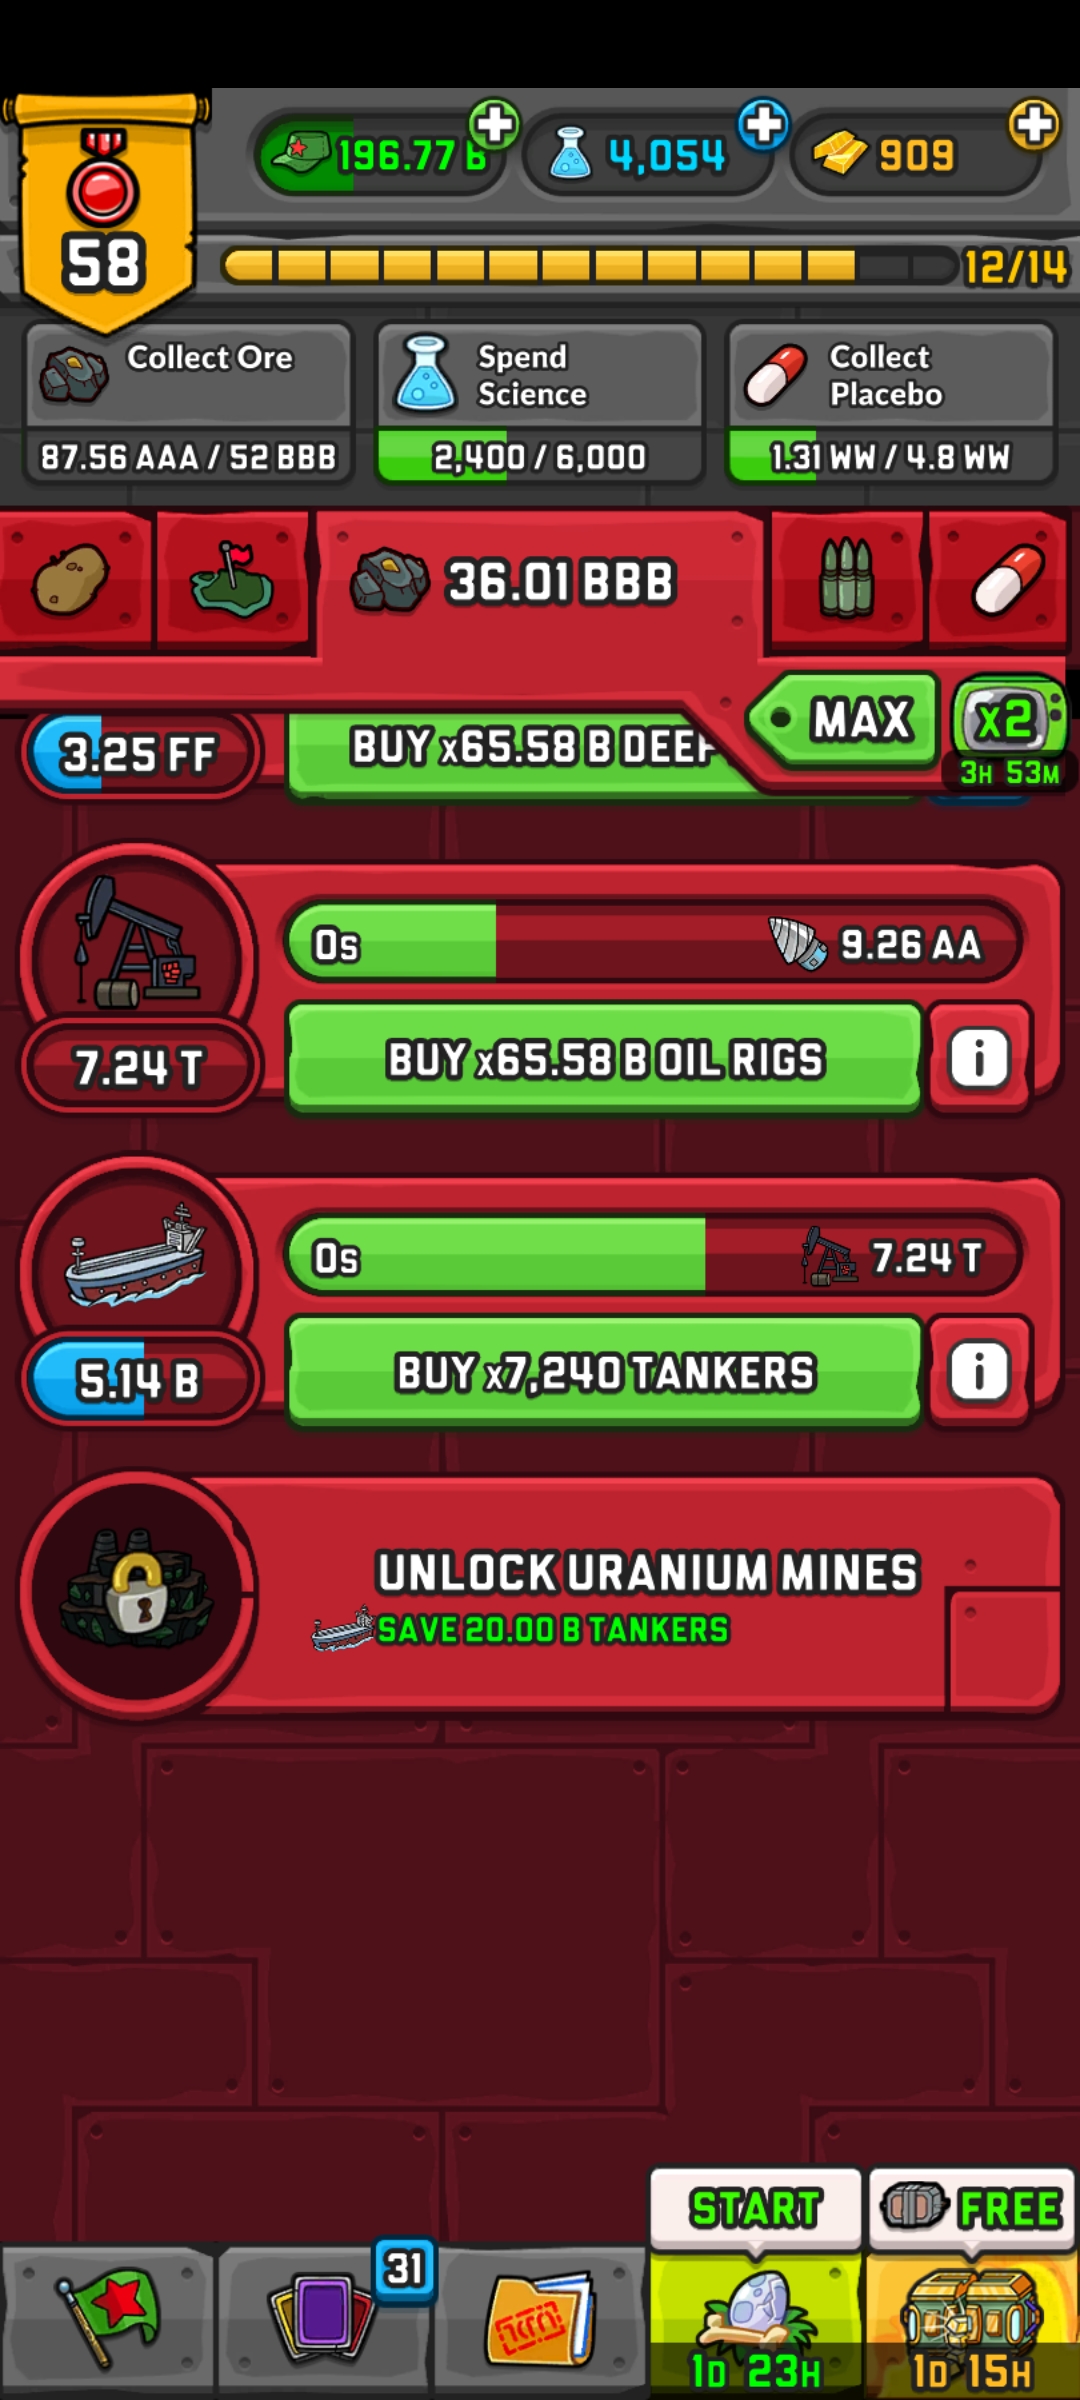 58
196.77 B
4,054
909
12/14
Collect Ore
87.56 AAA / 52 BBB
Spend
Science
2,400 / 6,000
Collect
Placebo
1.31 WW / 4.8 WW
36.01 BBB
MAX
x2
3H 53M
3.25 FF
BUY x65.58 B DEEP
0s
9.26 AA
7.24 T
BUY x65.58 B OIL RIGS
i
0s
7.24 T
5.14 B
BUY x7,240 TANKERS
i
UNLOCK URANIUM MINES
SAVE 20.00 B TANKERS
START
FREE
31
1D 23H
1D 15H